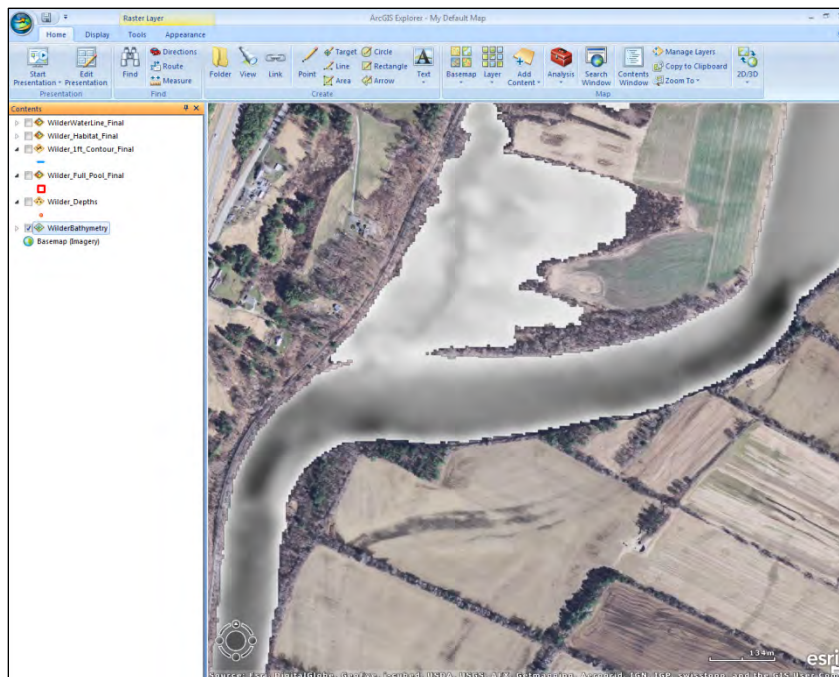 Raster Layer
ArcGIS Explorer - My Default Map
Home Display Tools Appearance
Start Presentation
Edit Presentation
Presentation
Find
Directions
Route
Measure
Find
Folder
View
Link
Point
Target
Line
Area
Circle
Rectangle
Arrow
Text
Create
Basemap
Layer
Add Content
Analysis
Search Window
Contents Window
Manage Layers
Copy to Clipboard
Zoom To
2D/3D
Map
Contents
WilderWaterLine_Final
Wilder_Habitat_Final
Wilder_1ft_Contour_Final
Wilder_Full_Pool_Final
Wilder_Depths
WilderBathymetry
Basemap (Imagery)
134m
esri